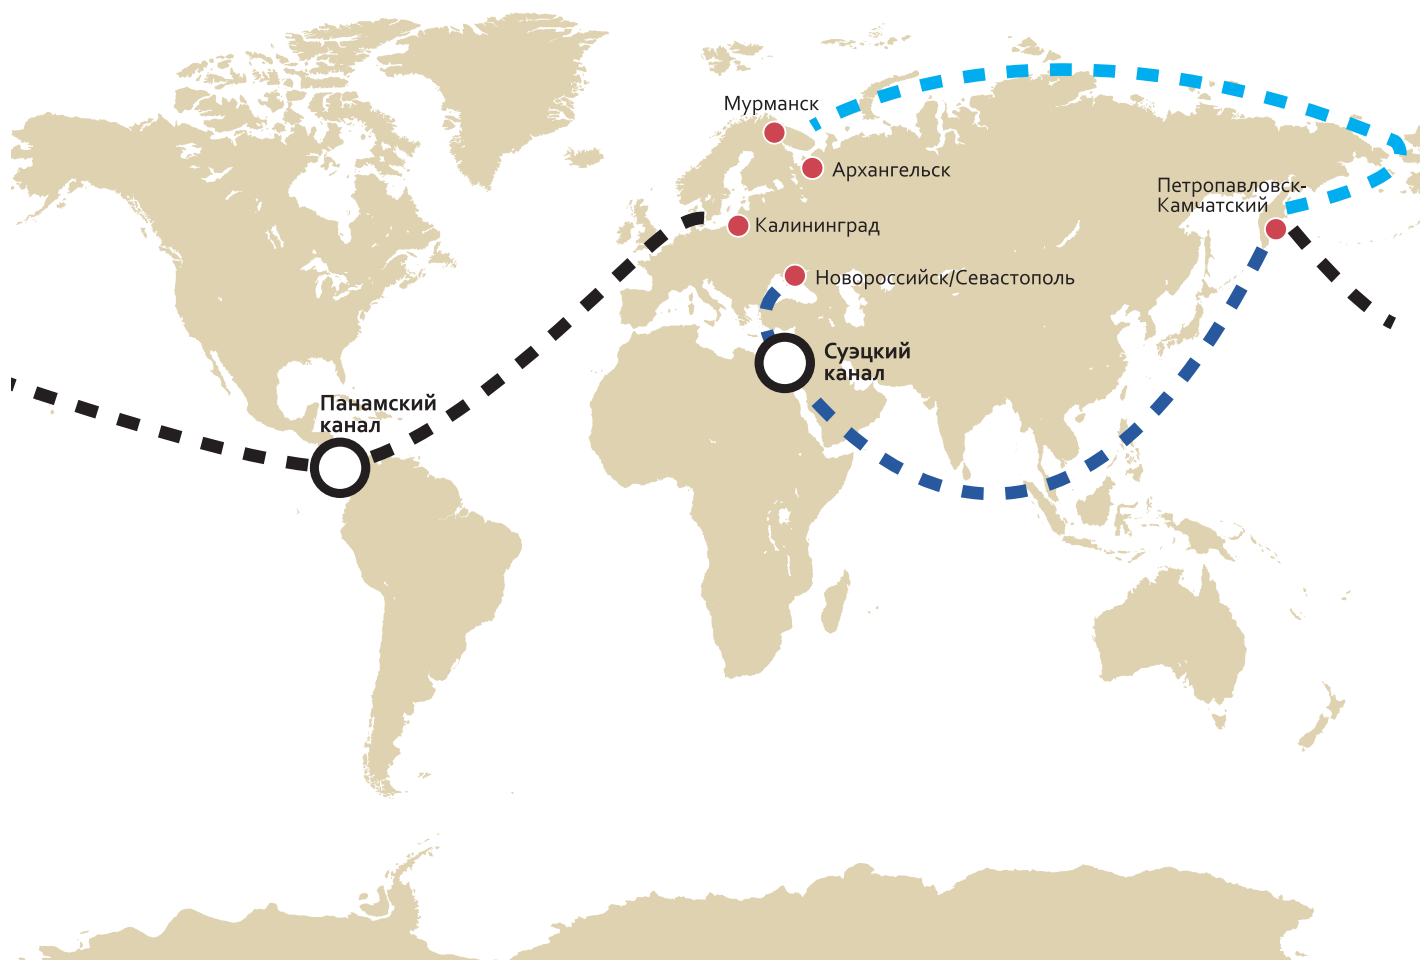 Мурманск
Архангельск
Петропавловск-
Камчатский
Калининград
Новороссийск/Севастополь
Суэцкий
канал
Панамский
канал